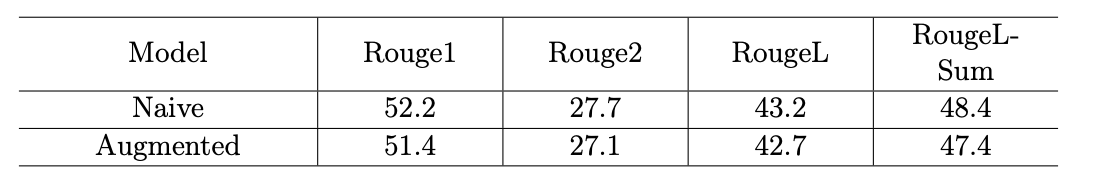 Model Rouge1 Rouge2 RougeL RougeL-
Sum
Naive 52.2 27.7 43.2 48.4
Augmented 51.4 27.1 42.7 47.4